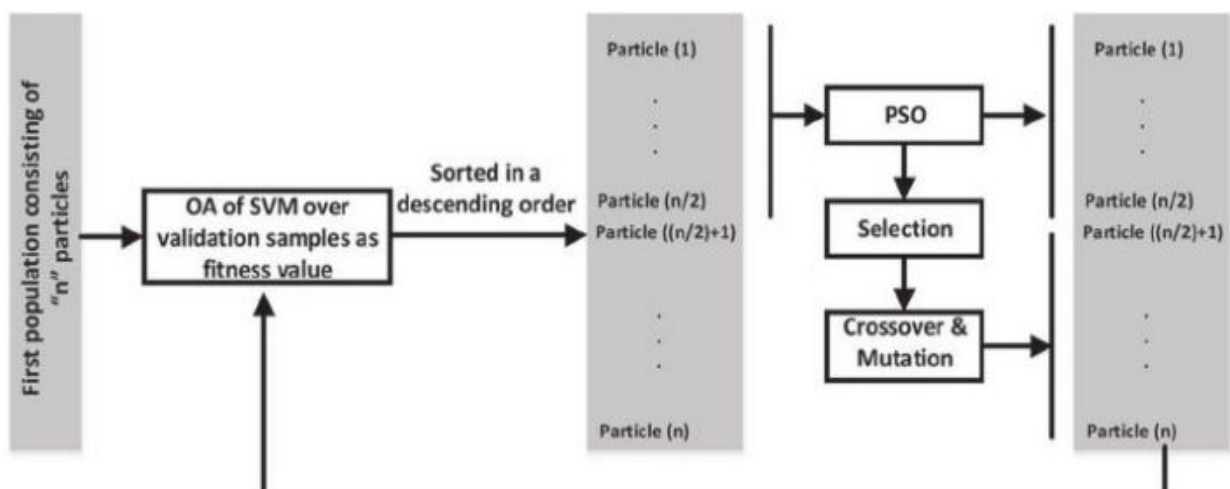 First population consisting of
"n" particles
OA of SVM over
validation samples as
fitness value
Sorted in a
descending order
Particle (1)
.
.
.
Particle (n/2)
Particle ((n/2)+1)
.
.
.
Particle (n)
PSO
Selection
Crossover &
Mutation
Particle (1)
.
.
.
Particle (n/2)
Particle ((n/2)+1)
.
.
.
Particle (n)